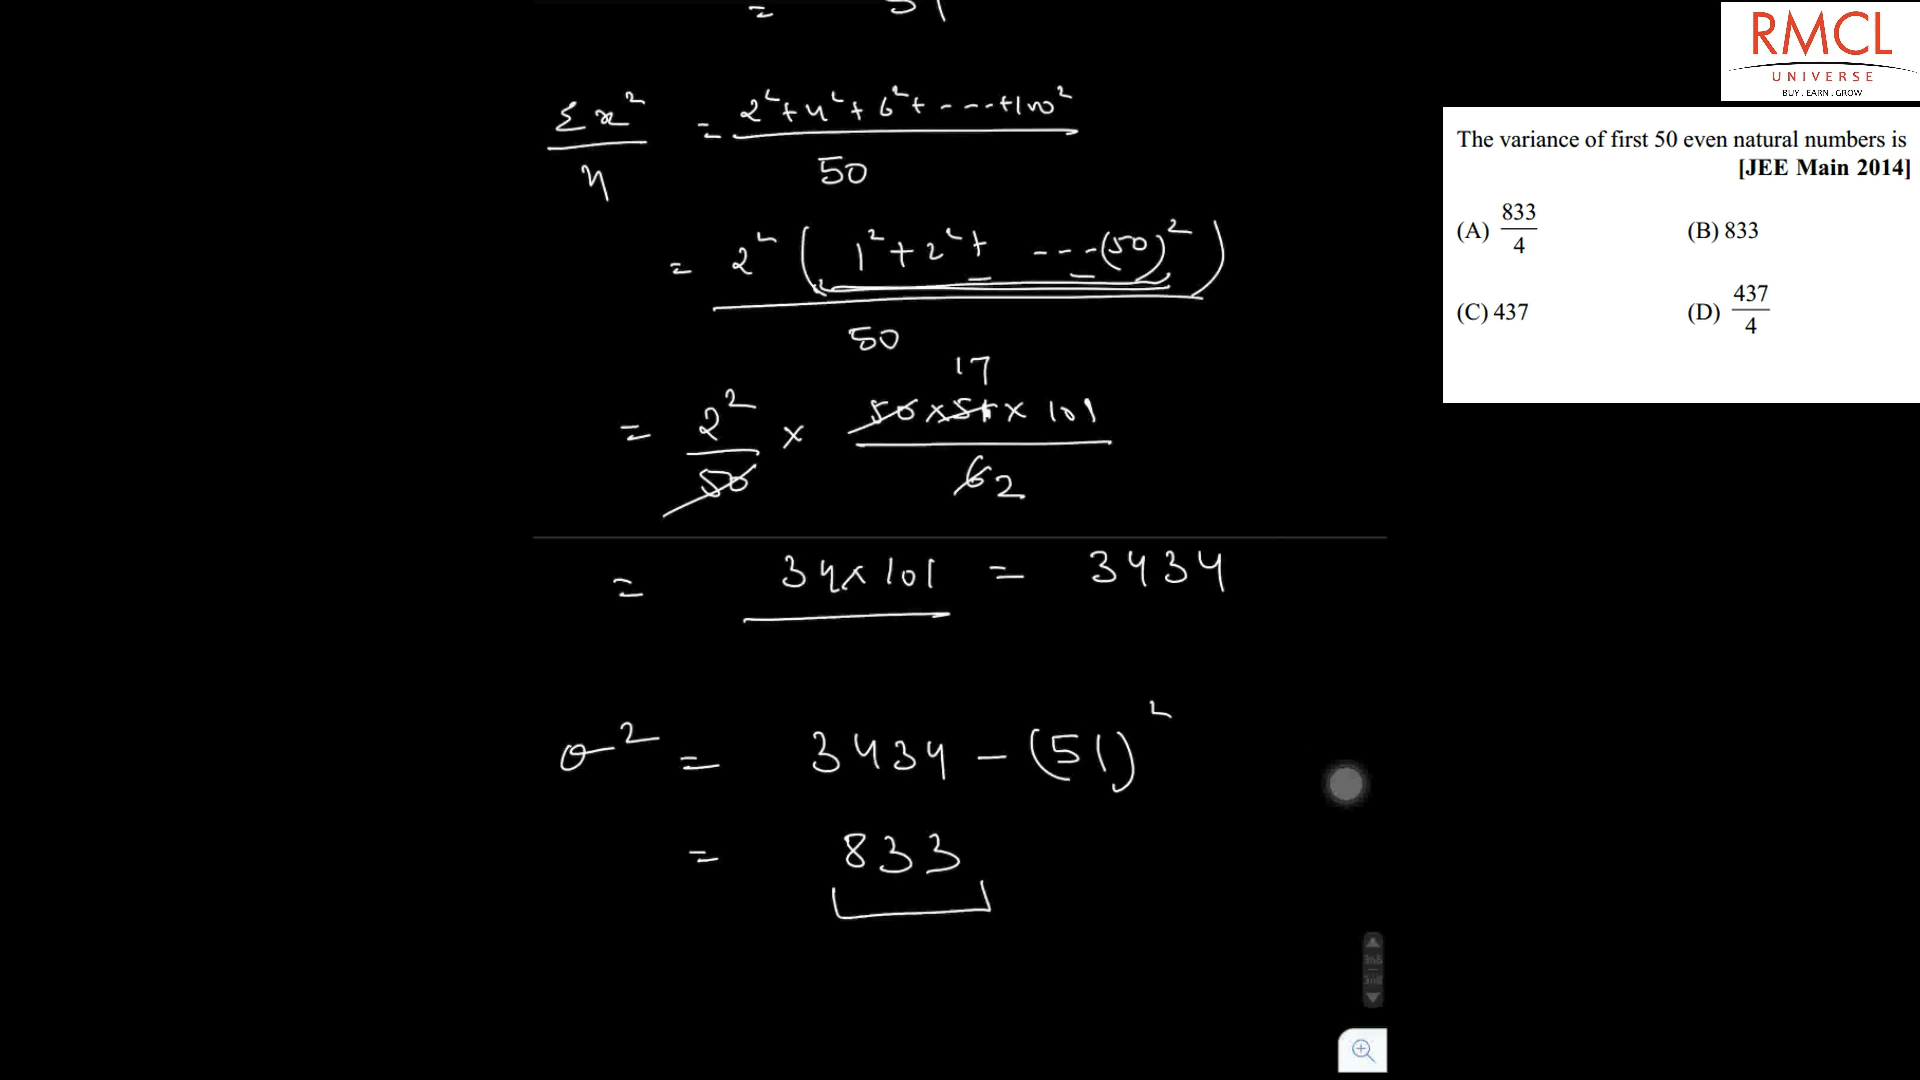 = 51
Σx² / n = 2² + 4² + 6² + ---- + 100² / 50
= 2² ( 1² + 2² + ---- (50)² ) / 50
= 2² / 50 × 50 × 51 × 101 / 6 17 2
= 34 × 101 = 3434
σ² = 3434 − (51)²
= 833
RMCL
UNIVERSE
BUY . EARN . GROW
The variance of first 50 even natural numbers is
[JEE Main 2014]
(A) 833/4 (B) 833
(C) 437 (D) 437/4